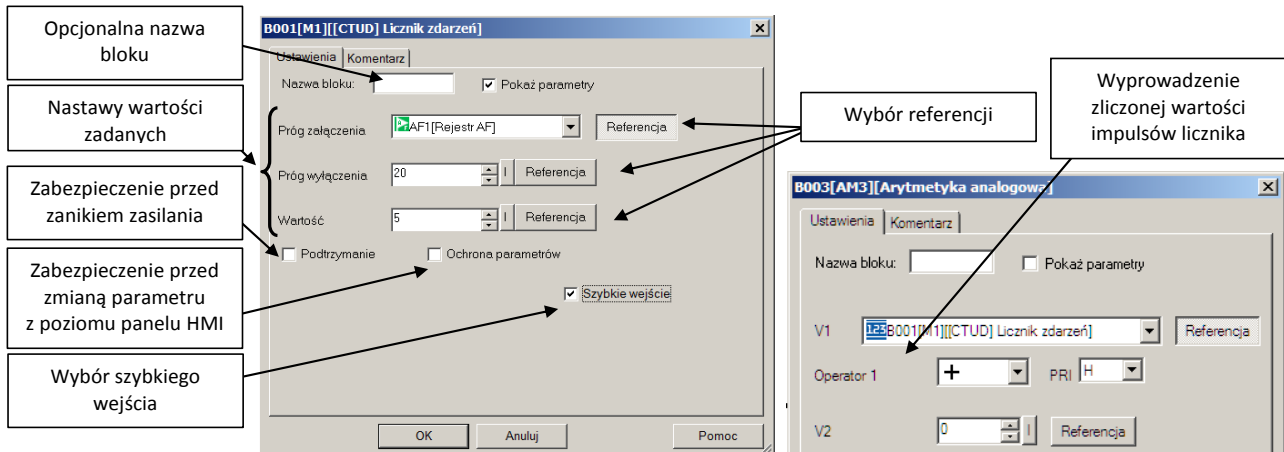 Opcjonalna nazwa
bloku
Nastawy wartości
zadanych
Zabezpieczenie przed
zanikiem zasilania
Zabezpieczenie przed
zmianą parametru
z poziomu panelu HMI
Wybór szybkiego
wejścia
B001[M1][[CTUD] Licznik zdarzeń]
Ustawienia
Komentarz
Nazwa bloku:
Pokaż parametry
Próg załączenia
AF1[Rejestr AF]
Referencja
Próg wyłączenia
20
I
Referencja
Wartość
5
I
Referencja
Podtrzymanie
Ochrona parametrów
Szybkie wejście
OK
Anuluj
Pomoc
Wybór referencji
Wyprowadzenie
zliczonej wartości
impulsów licznika
B003[AM3][Arytmetyka analogowa]
Ustawienia
Komentarz
Nazwa bloku:
Pokaż parametry
V1
123 B001[M1][[CTUD] Licznik zdarzeń]
Referencja
Operator 1
+
PRI
H
V2
0
I
Referencja